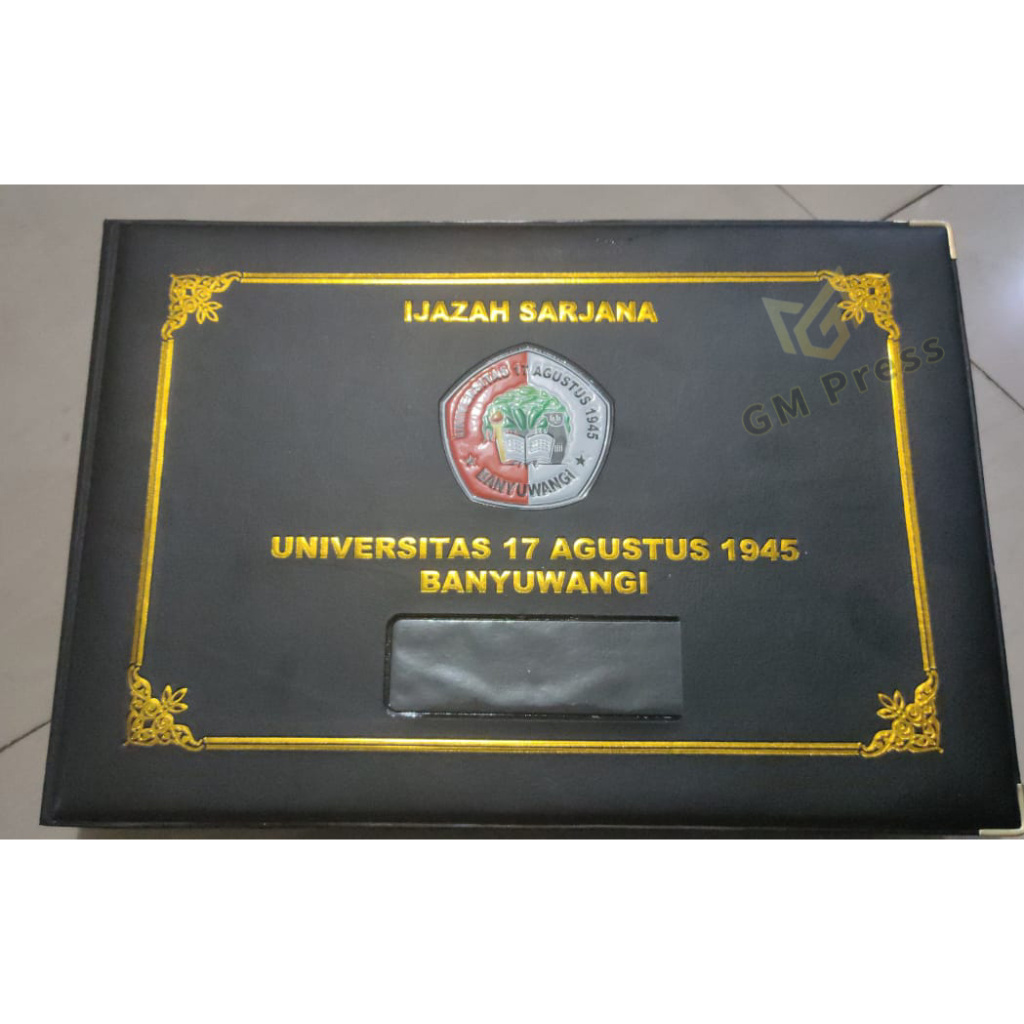 IJAZAH SARJANA
UNIVERSITAS 17 AGUSTUS 1945
BANYUWANGI
UNIVERSITAS 17 AGUSTUS 1945
BANYUWANGI
GM Press